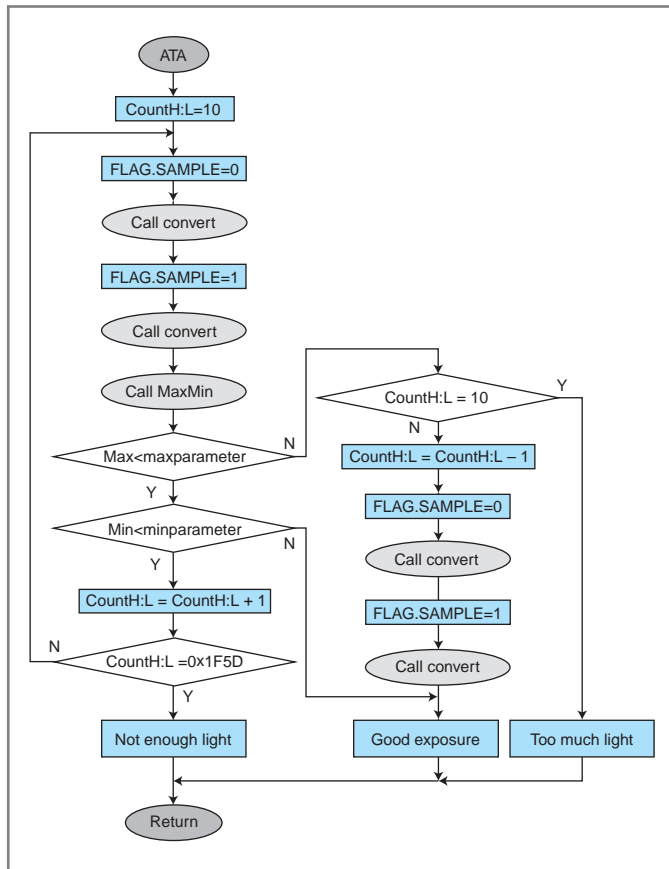 ATA
CountH:L=10
FLAG.SAMPLE=0
Call convert
FLAG.SAMPLE=1
Call convert
Call MaxMin
Max<maxparameter
N
Y
Min<minparameter
N
Y
CountH:L = CountH:L + 1
N
CountH:L =0x1F5D
Y
Not enough light
CountH:L = 10
Y
N
CountH:L = CountH:L – 1
FLAG.SAMPLE=0
Call convert
FLAG.SAMPLE=1
Call convert
Good exposure
Too much light
Return